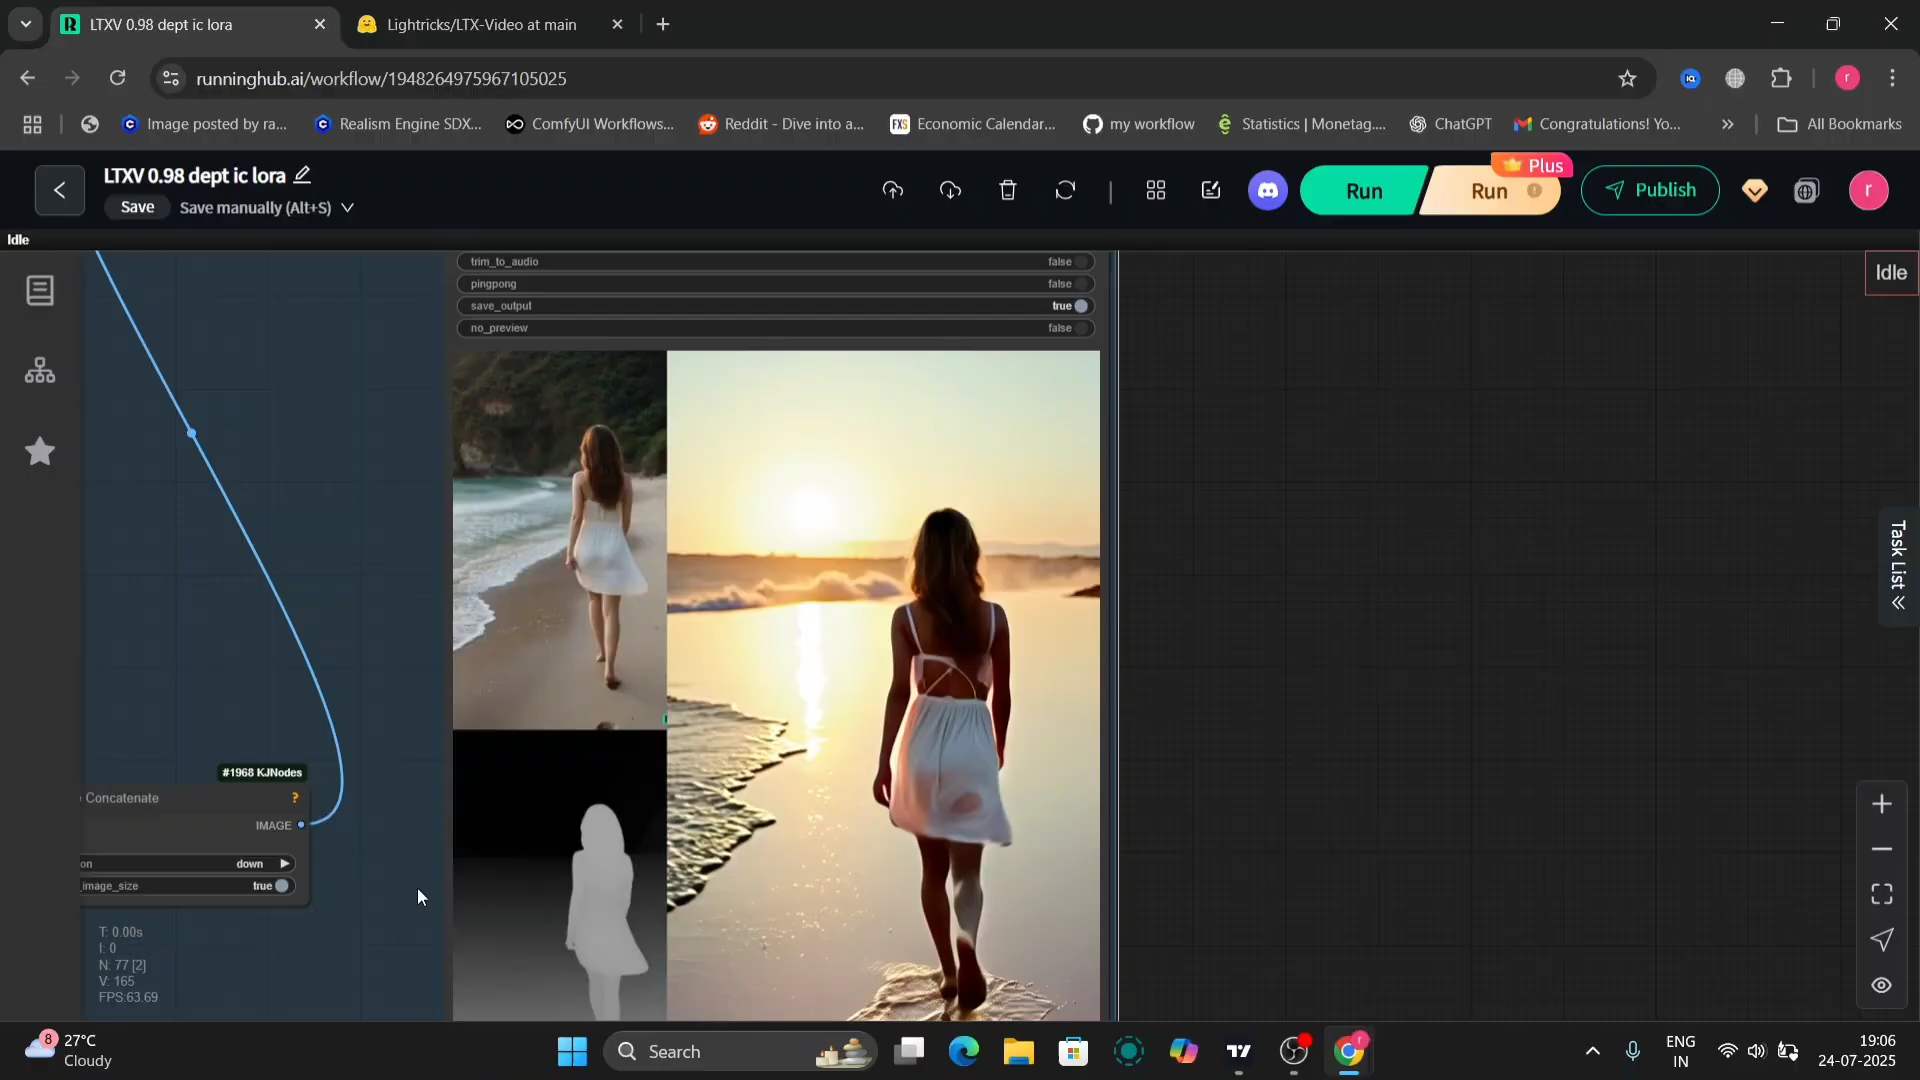 LTXV 0.98 dept ic lora
Lightricks/LTX-Video at main
runninghub.ai/workflow/1948264975967105025
r
Image posted by ra...
Realism Engine SDX...
ComfyUI Workflows...
Reddit - Dive into a...
FXS
Economic Calendar...
my workflow
Statistics | Monetag....
ChatGPT
Congratulations! Yo...
All Bookmarks
LTXV 0.98 dept ic lora
Save
Save manually (Alt+S)
Run
Run
Plus
Publish
r
Idle
Idle
trim_to_audio false
pingpong false
save_output true
no_preview false
#1968 KJNodes
Concatenate ?
IMAGE
on down
_image_size true
T: 0.00s
I: 0
N: 77 [2]
V: 165
FPS:63.69
Task List
8
27°C
Cloudy
Search
ENG
IN
19:06
24-07-2025